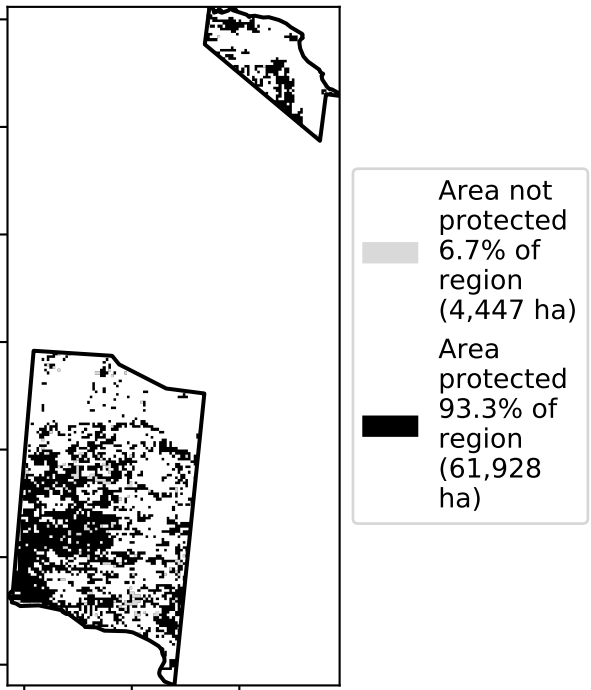 Area not
protected
6.7% of
region
(4,447 ha)
Area
protected
93.3% of
region
(61,928
ha)